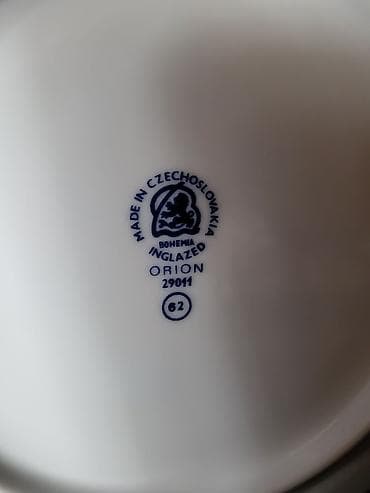 MADE IN CZECHOSLOVAKIA
BOHEMIA
INGLAZED
ORION
29011
62